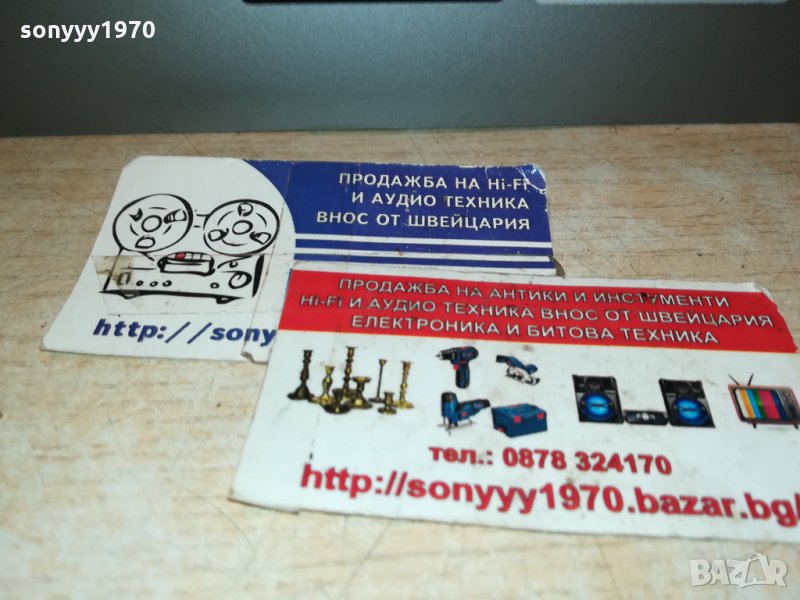 sonyyy1970
ПРОДАЖБА НА Hi-Fi
И АУДИО ТЕХНИКА
ВНОС ОТ ШВЕЙЦАРИЯ
http://sony
ПРОДАЖБА НА АНТИКИ И ИНСТУМЕНТИ
Hi-Fi И АУДИО ТЕХНИКА ВНОС ОТ ШВЕЙЦАРИЯ
ЕЛЕКТРОНИКА И БИТОВА ТЕХНИКА
тел.: 0878 324170
http://sonyyy1970.bazar.bg/
BAZAR